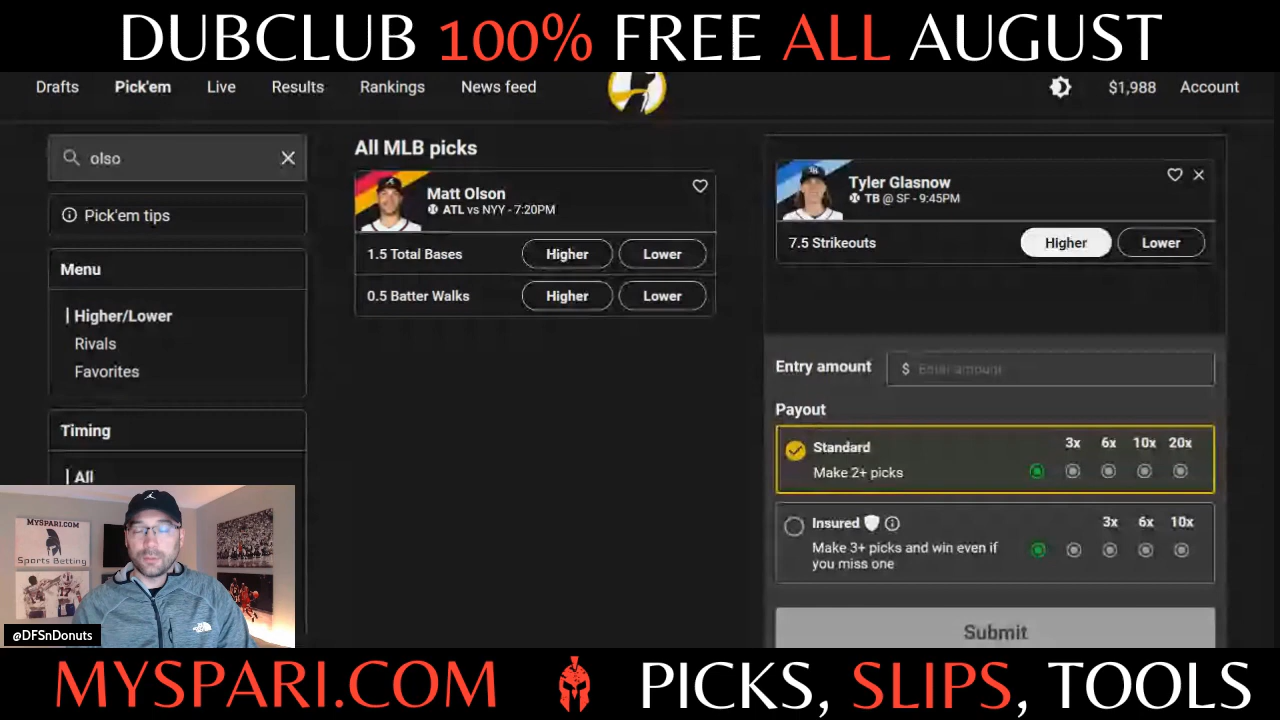 DUBCLUB 100% FREE ALL AUGUST
Drafts Pick'em Live Results Rankings News feed $1,988 Account
olso
Pick'em tips
Menu
Higher/Lower
Rivals
Favorites
Timing
All
All MLB picks
Matt Olson
ATL vs NYY - 7:20PM
1.5 Total Bases Higher Lower
0.5 Batter Walks Higher Lower
Tyler Glasnow
TB @ SF - 9:45PM
7.5 Strikeouts Higher Lower
Entry amount $ Enter amount
Payout
Standard 3x 6x 10x 20x
Make 2+ picks
Insured 3x 6x 10x
Make 3+ picks and win even if
you miss one
Submit
MYSPARI.COM
Sports Betting
@DFSnDonuts
MYSPARI.COM PICKS, SLIPS, TOOLS